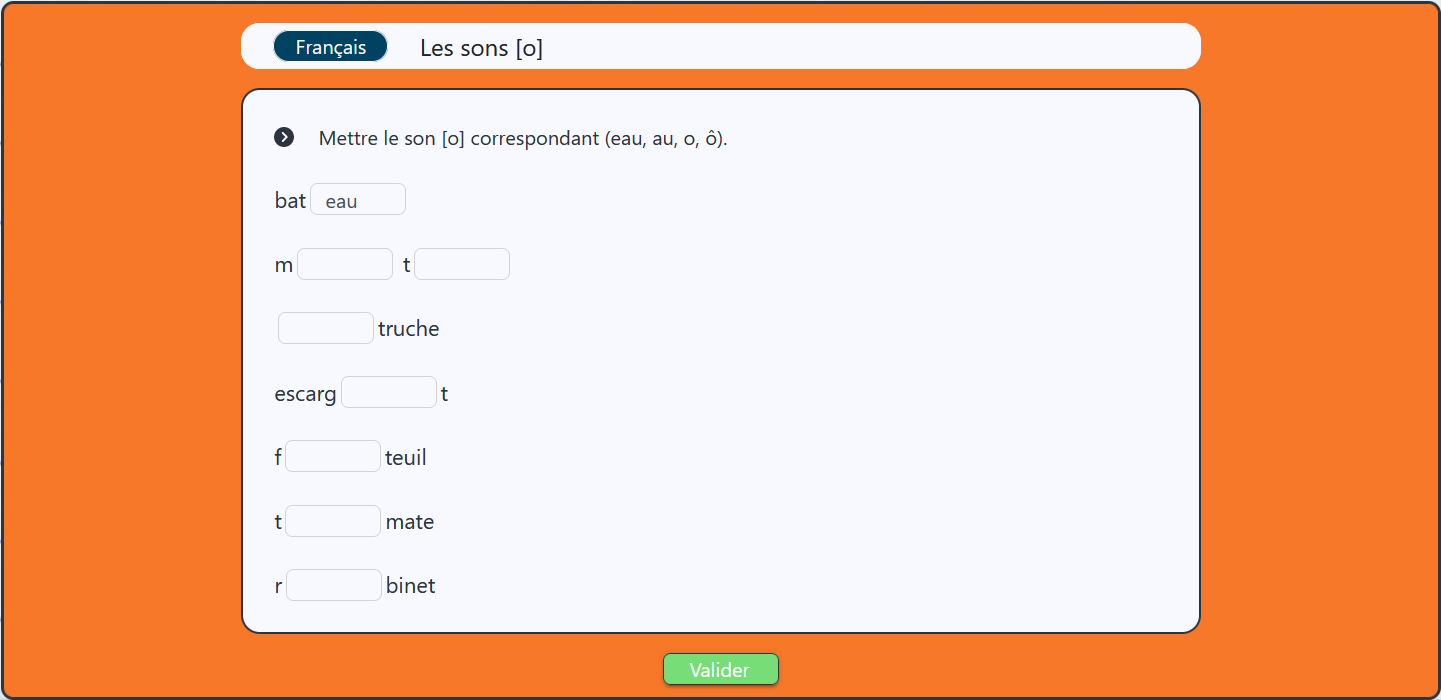 Français Les sons [o]
Mettre le son [o] correspondant (eau, au, o, ô).
bat eau
m t
truche
escarg t
f teuil
t mate
r binet
Valider